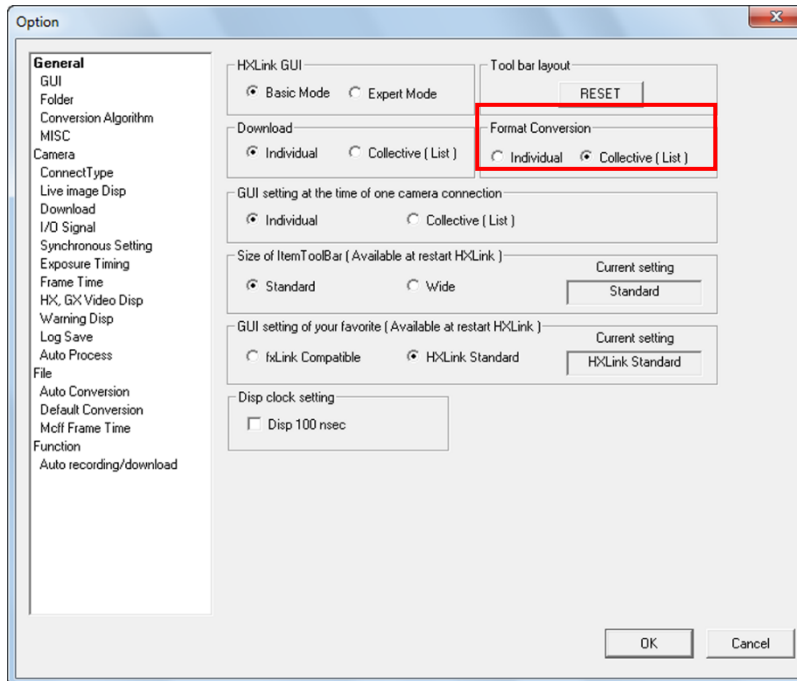 Option
General
GUI
Folder
Conversion Algorithm
MISC
Camera
ConnectType
Live image Disp
Download
I/O Signal
Synchronous Setting
Exposure Timing
Frame Time
HX, GX Video Disp
Warning Disp
Log Save
Auto Process
File
Auto Conversion
Default Conversion
Mcff Frame Time
Function
Auto recording/download
HXLink GUI
Basic Mode Expert Mode
Tool bar layout
RESET
Download
Individual Collective ( List )
Format Conversion
Individual Collective ( List )
GUI setting at the time of one camera connection
Individual Collective ( List )
Size of ItemToolBar ( Available at restart HXLink )
Standard Wide
Current setting
Standard
GUI setting of your favorite ( Available at restart HXLink )
fxLink Compatible HXLink Standard
Current setting
HXLink Standard
Disp clock setting
Disp 100 nsec
OK Cancel